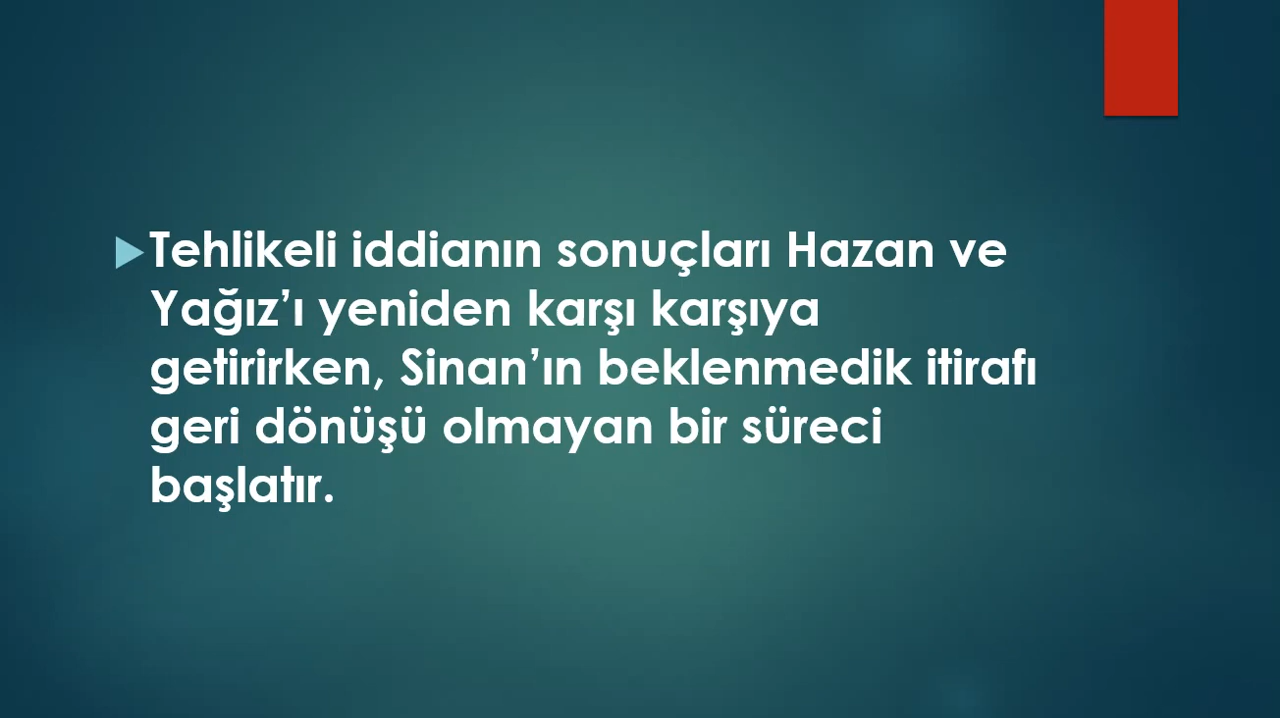 Tehlikeli iddianın sonuçları Hazan ve
Yağız’ı yeniden karşı karşıya
getirirken, Sinan’ın beklenmedik itirafı
geri dönüşü olmayan bir süreci
başlatır.